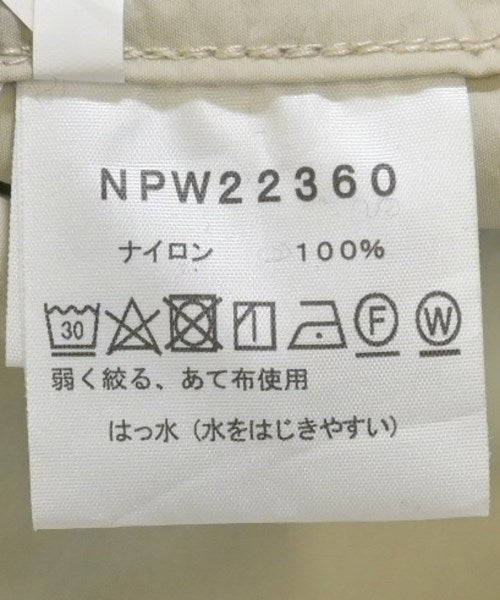 NPW22360
ナイロン 100%
30 F W
弱く絞る、あて布使用
はっ水（水をはじきやすい）